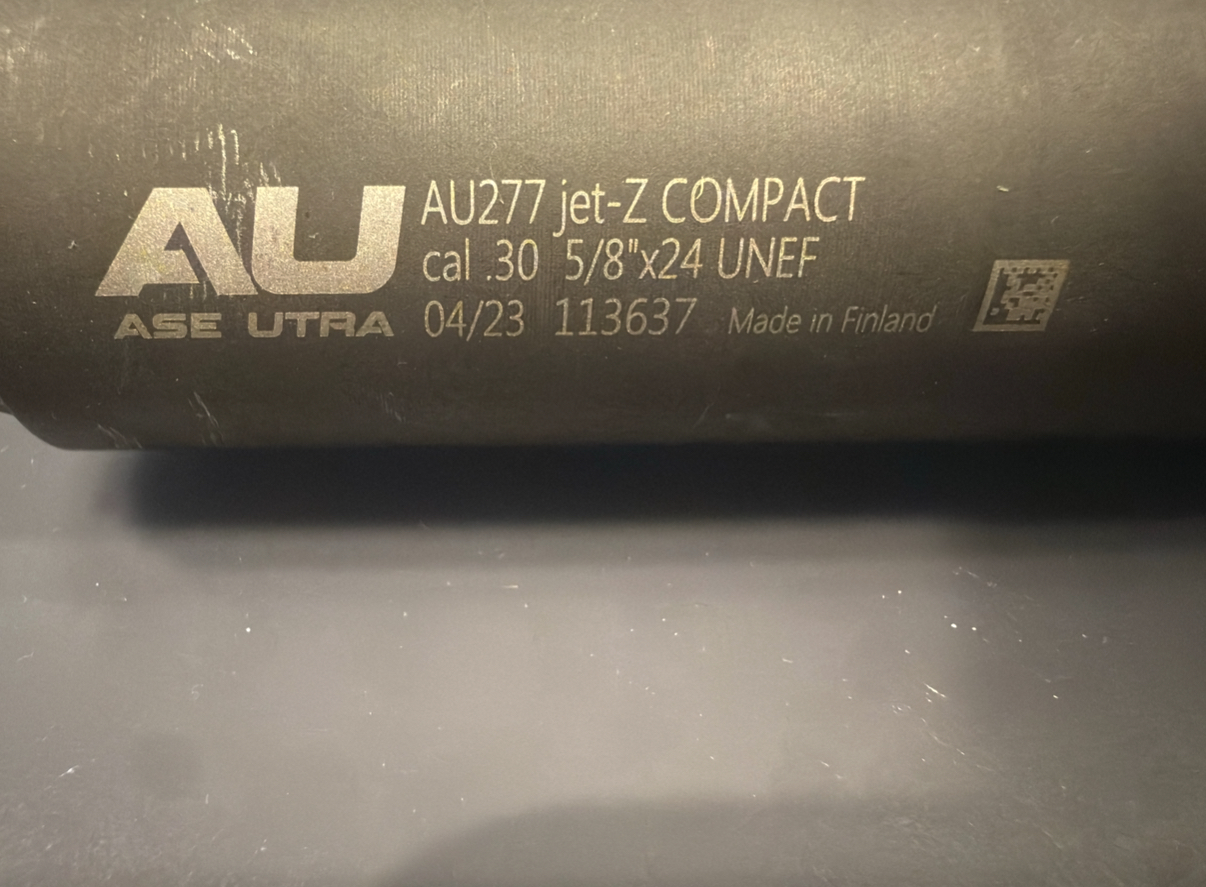 AU
ASE UTRA
AU277 jet-Z COMPACT
cal .30 5/8"x24 UNEF
04/23 113637 Made in Finland